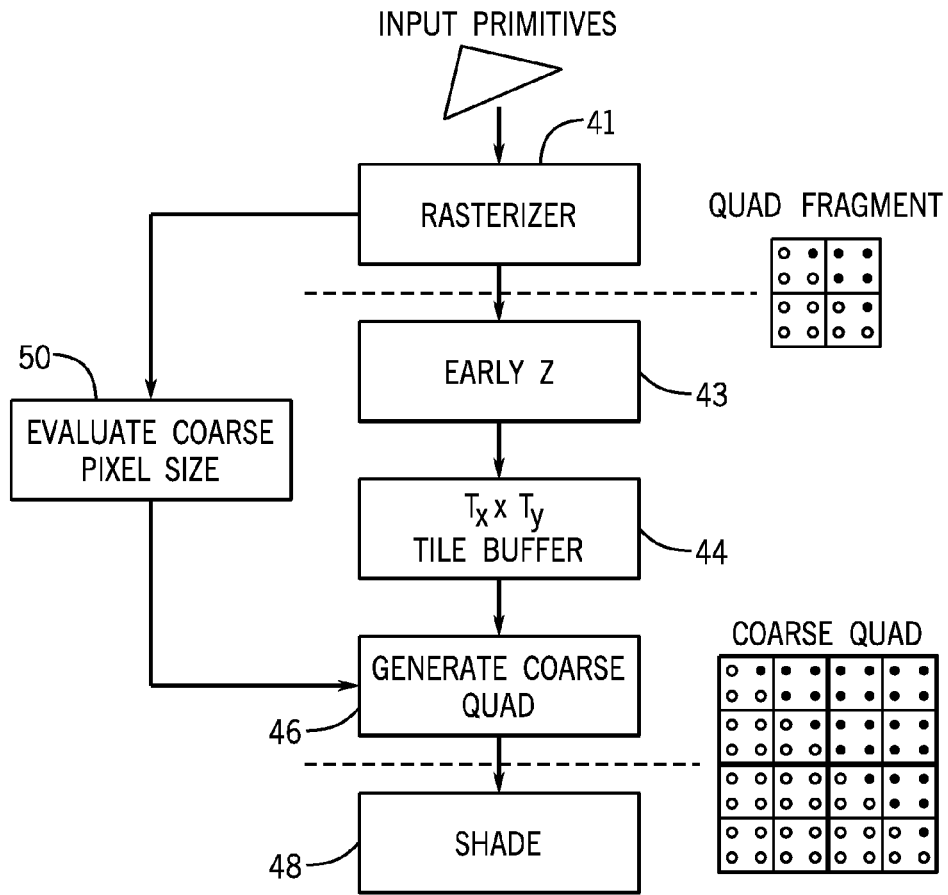 INPUT PRIMITIVES
41
RASTERIZER
QUAD FRAGMENT
50
EARLY Z
43
EVALUATE COARSE
PIXEL SIZE
Tx x Ty
TILE BUFFER
44
COARSE QUAD
GENERATE COARSE
QUAD
46
SHADE
48